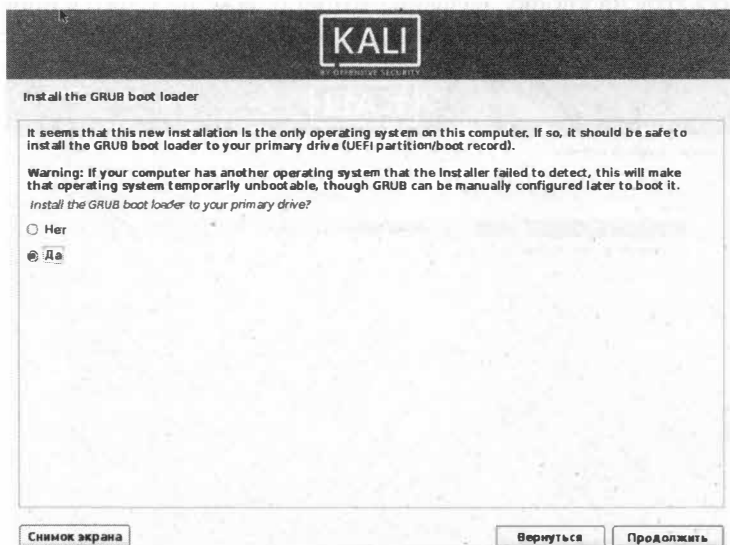 KALI
BY OFFENSIVE SECURITY
Install the GRUB boot loader
It seems that this new installation is the only operating system on this computer. If so, it should be safe to
install the GRUB boot loader to your primary drive (UEFI partition/boot record).
Warning: If your computer has another operating system that the installer failed to detect, this will make
that operating system temporarily unbootable, though GRUB can be manually configured later to boot it.
Install the GRUB boot loader to your primary drive?
Нет
Да
Снимок экрана
Вернуться
Продолжить